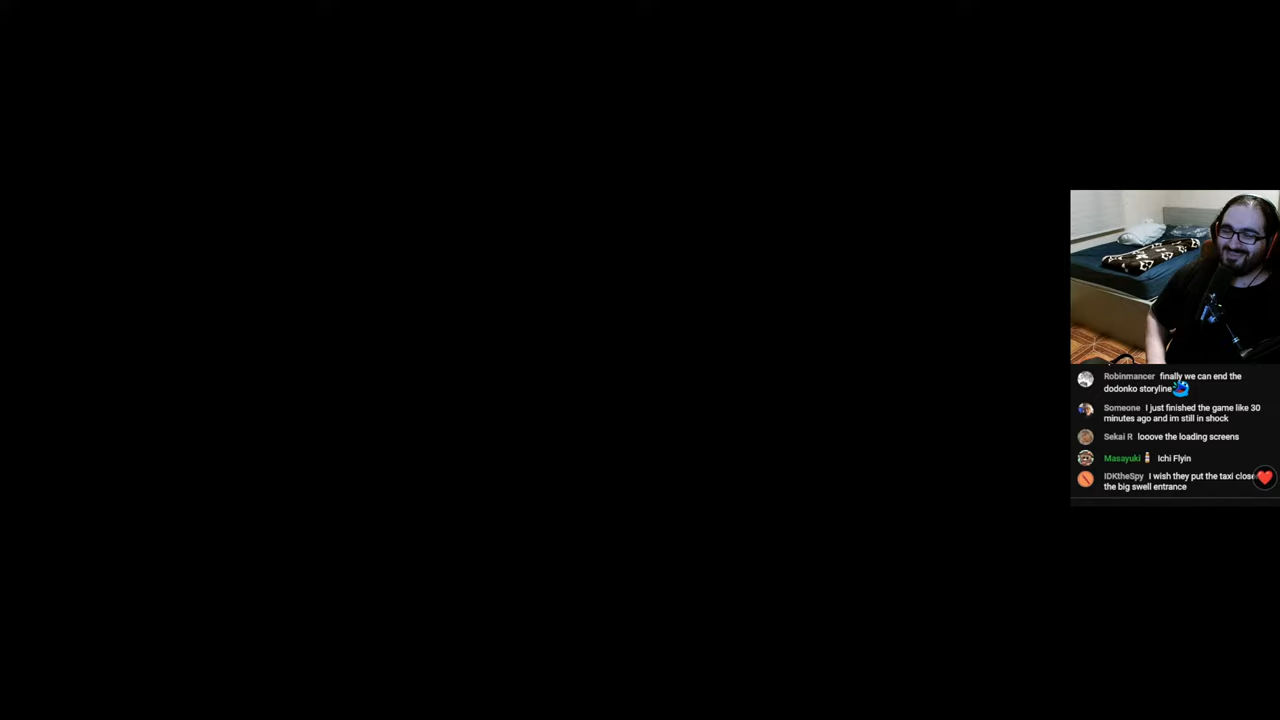 Robinmancer finally we can end the
dodonko storyline
Someone I just finished the game like 30
minutes ago and im still in shock
Sekai R looove the loading screens
Masayuki Ichi Flyin
IDKtheSpy I wish they put the taxi close
the big swell entrance